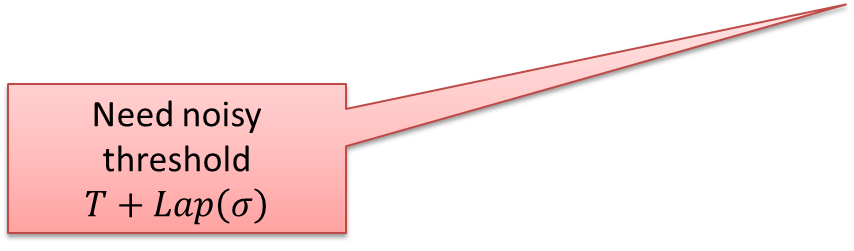 Need noisy
threshold
𝑇 + 𝐿𝑎𝑝(𝜎)